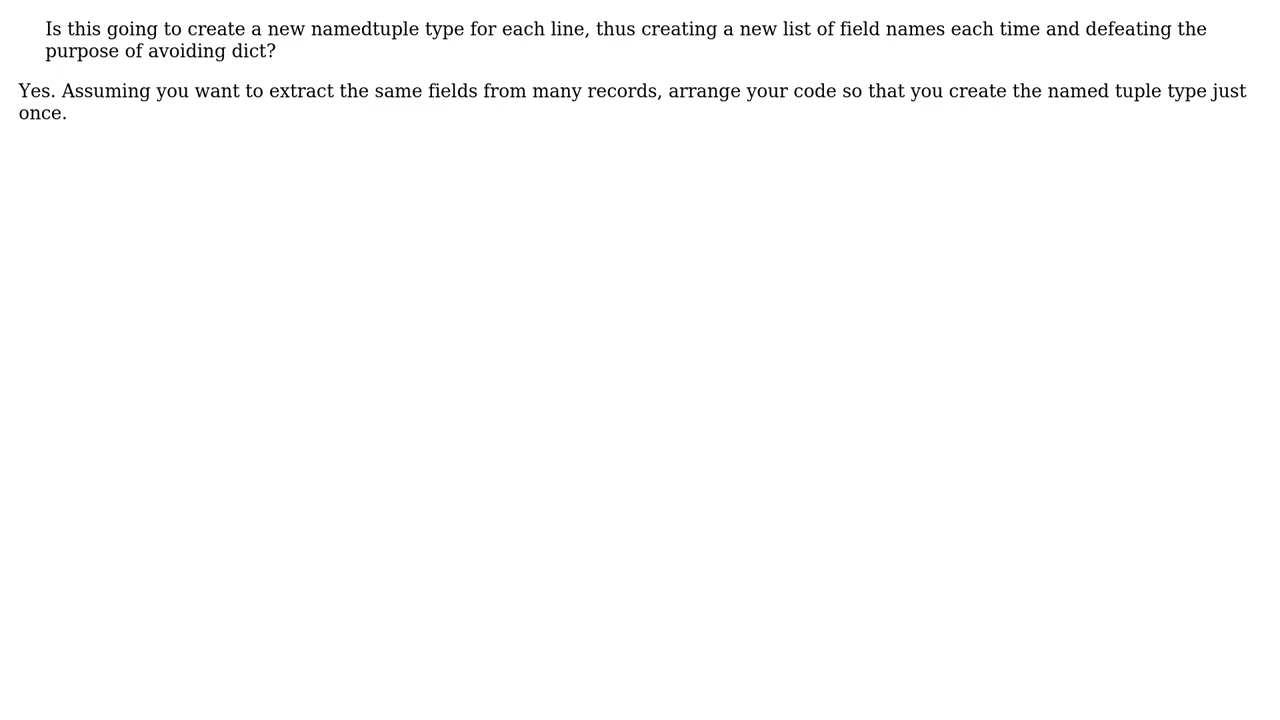 Is this going to create a new namedtuple type for each line, thus creating a new list of field names each time and defeating the
purpose of avoiding dict?
Yes. Assuming you want to extract the same fields from many records, arrange your code so that you create the named tuple type just
once.